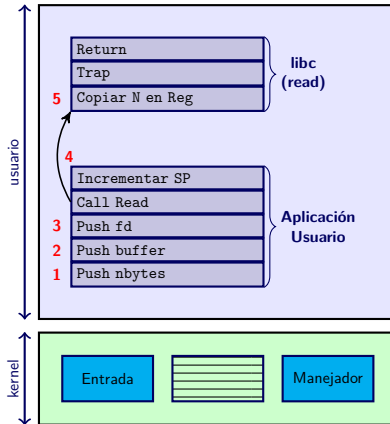 usuario
Return
Trap
5 Copiar N en Reg
libc
(read)
4
Incrementar SP
Call Read
3 Push fd
2 Push buffer
1 Push nbytes
Aplicación
Usuario
kernel
Entrada
Manejador